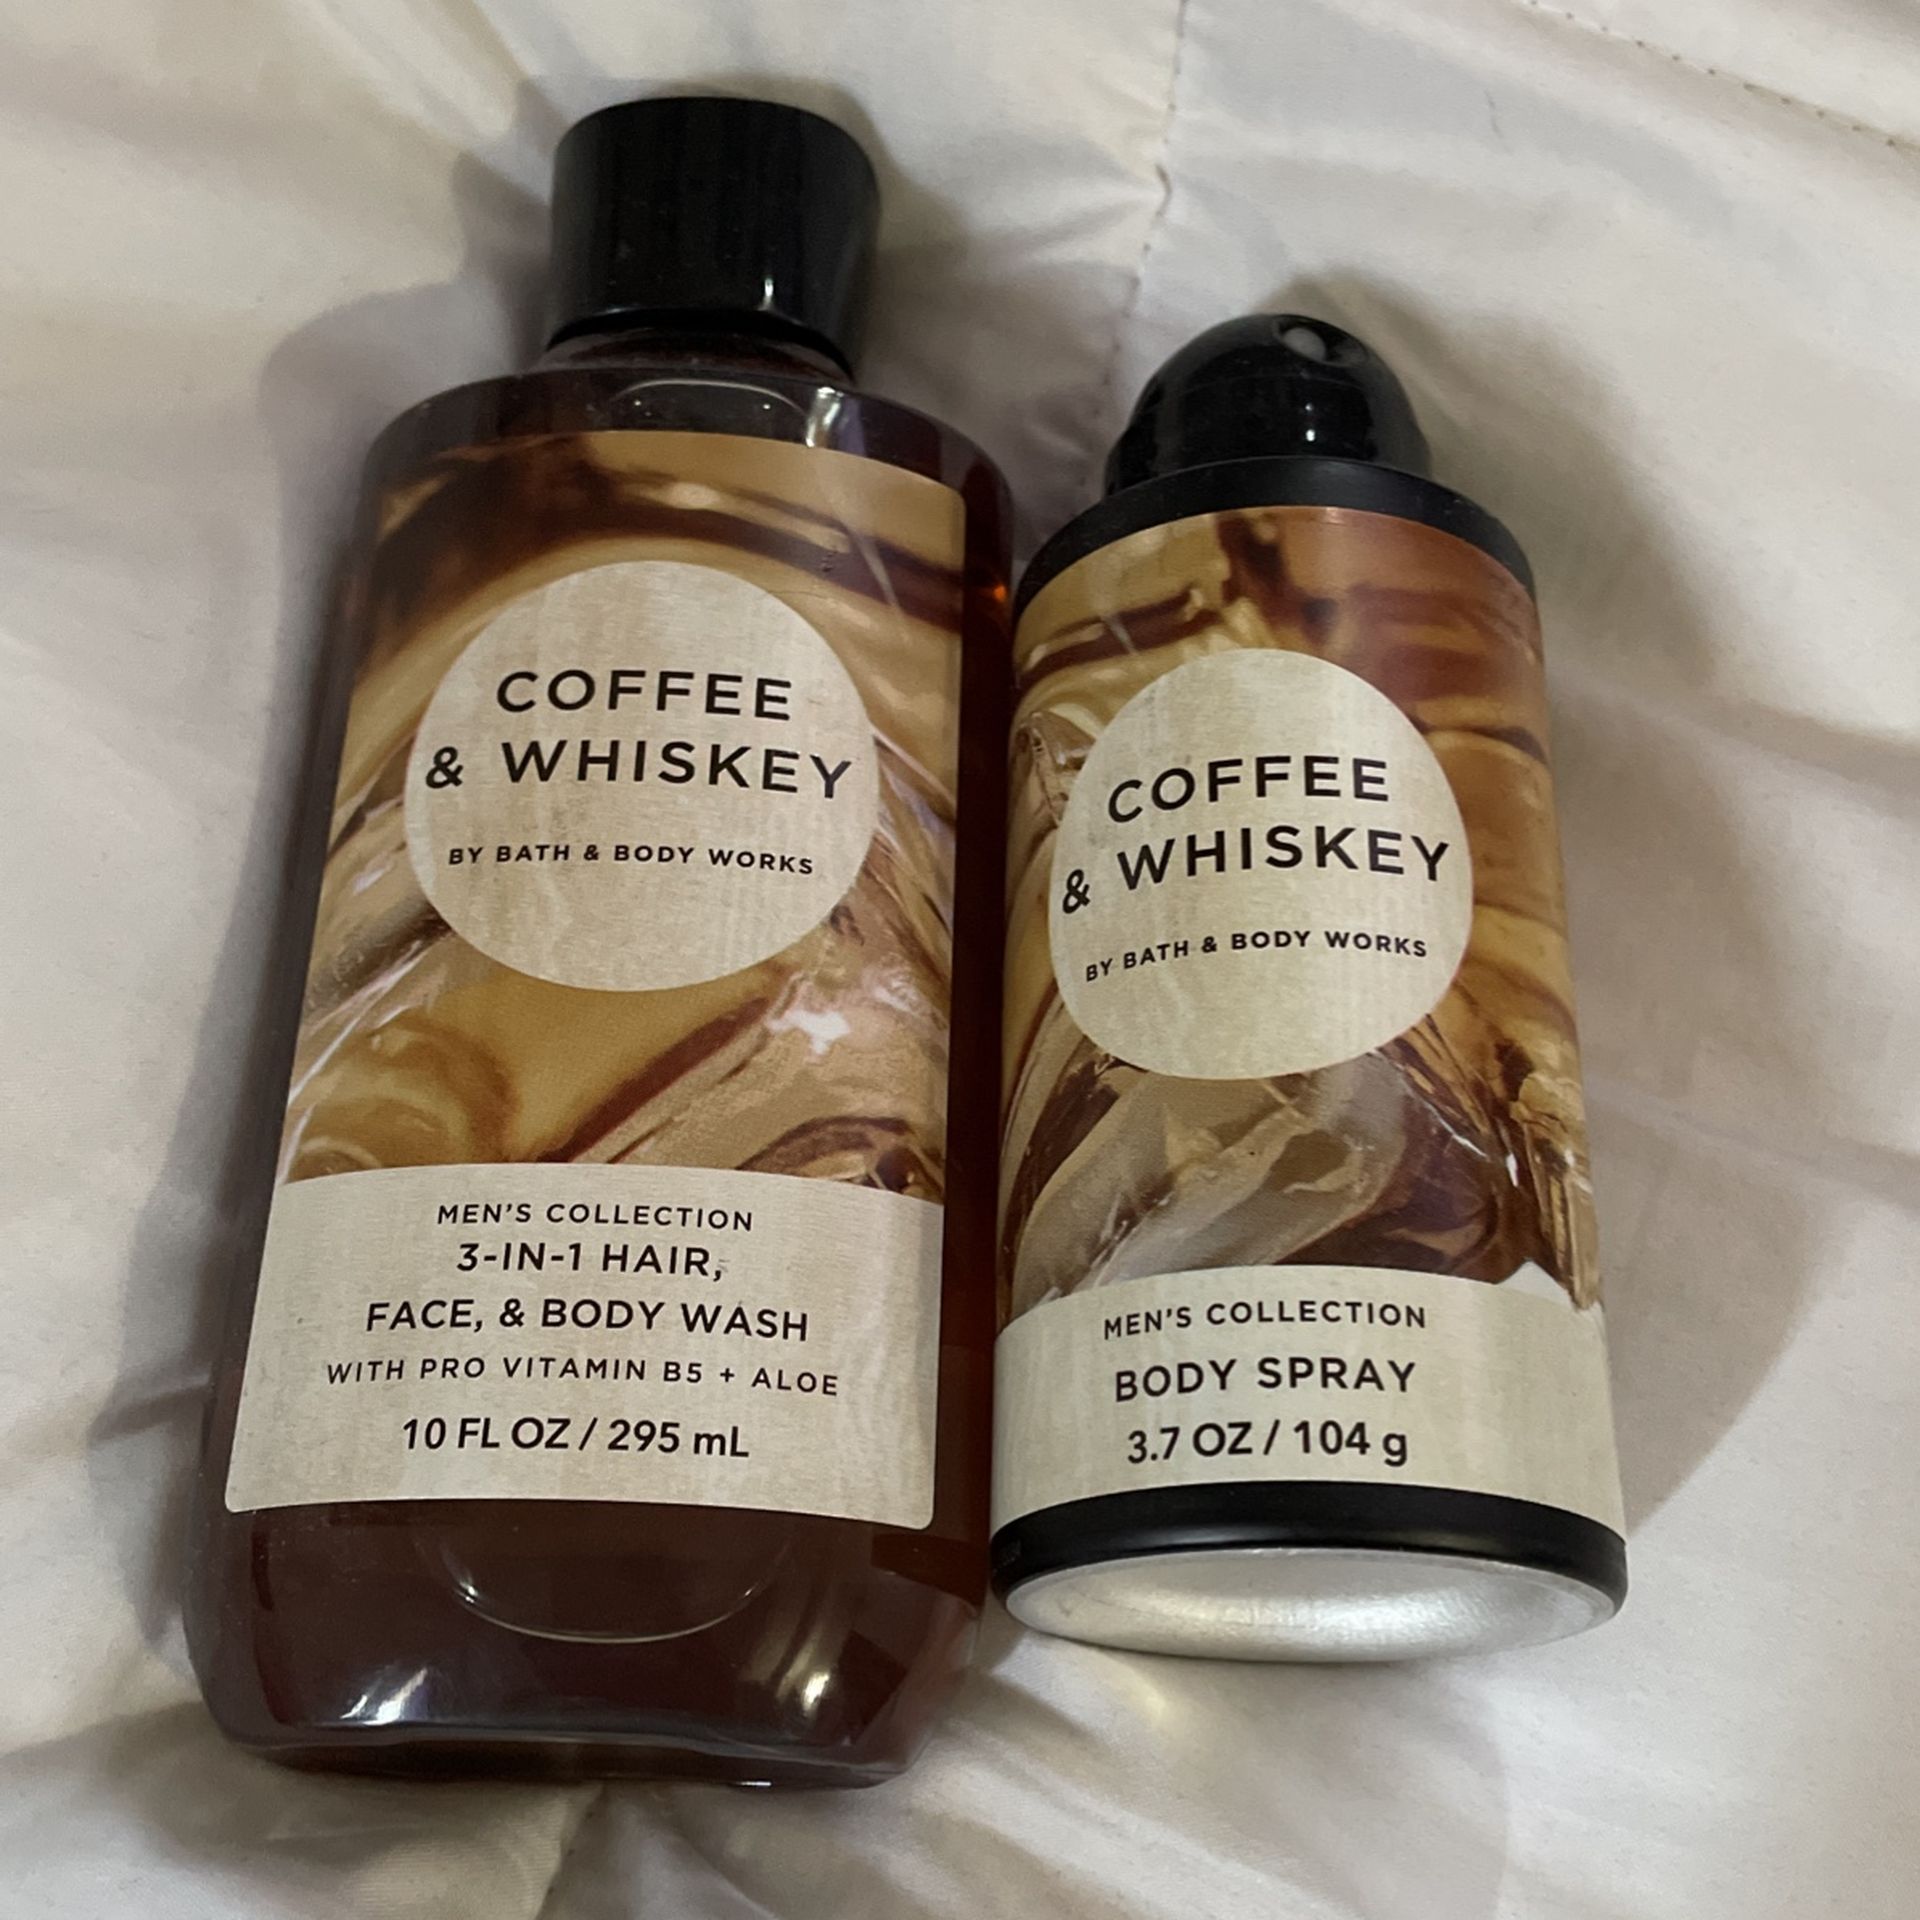 COFFEE
& WHISKEY
BY BATH & BODY WORKS
MEN'S COLLECTION
3-IN-1 HAIR,
FACE, & BODY WASH
WITH PRO VITAMIN B5 + ALOE
10 FL OZ / 295 mL
COFFEE
& WHISKEY
BY BATH & BODY WORKS
MEN'S COLLECTION
BODY SPRAY
3.7 OZ / 104 g